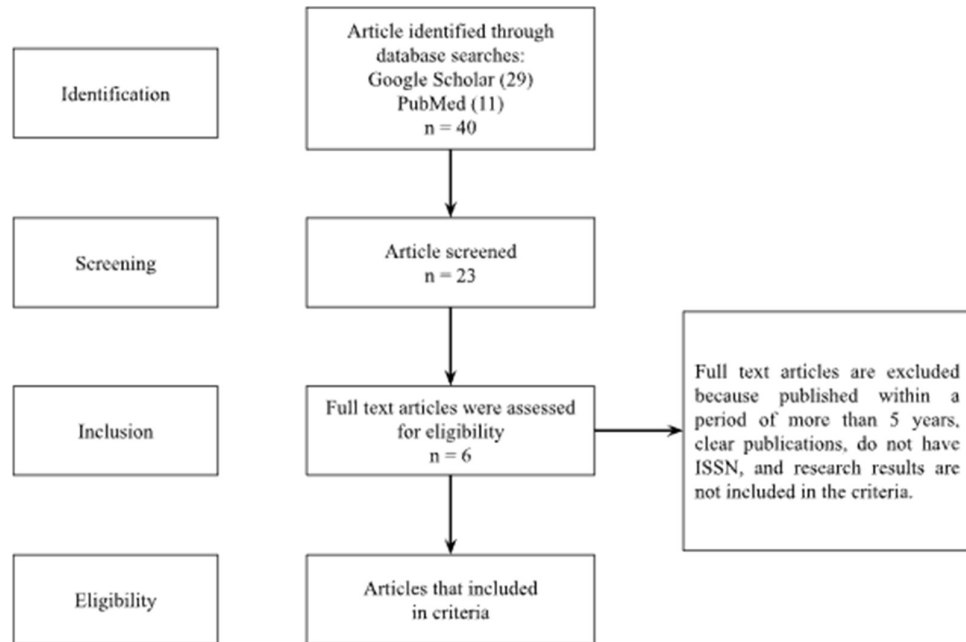 Identification
Article identified through
database searches:
Google Scholar (29)
PubMed (11)
n = 40
Screening
Article screened
n = 23
Inclusion
Full text articles were assessed
for eligibility
n = 6
Full text articles are excluded
because published within a
period of more than 5 years,
clear publications, do not have
ISSN, and research results are
not included in the criteria.
Eligibility
Articles that included
in criteria